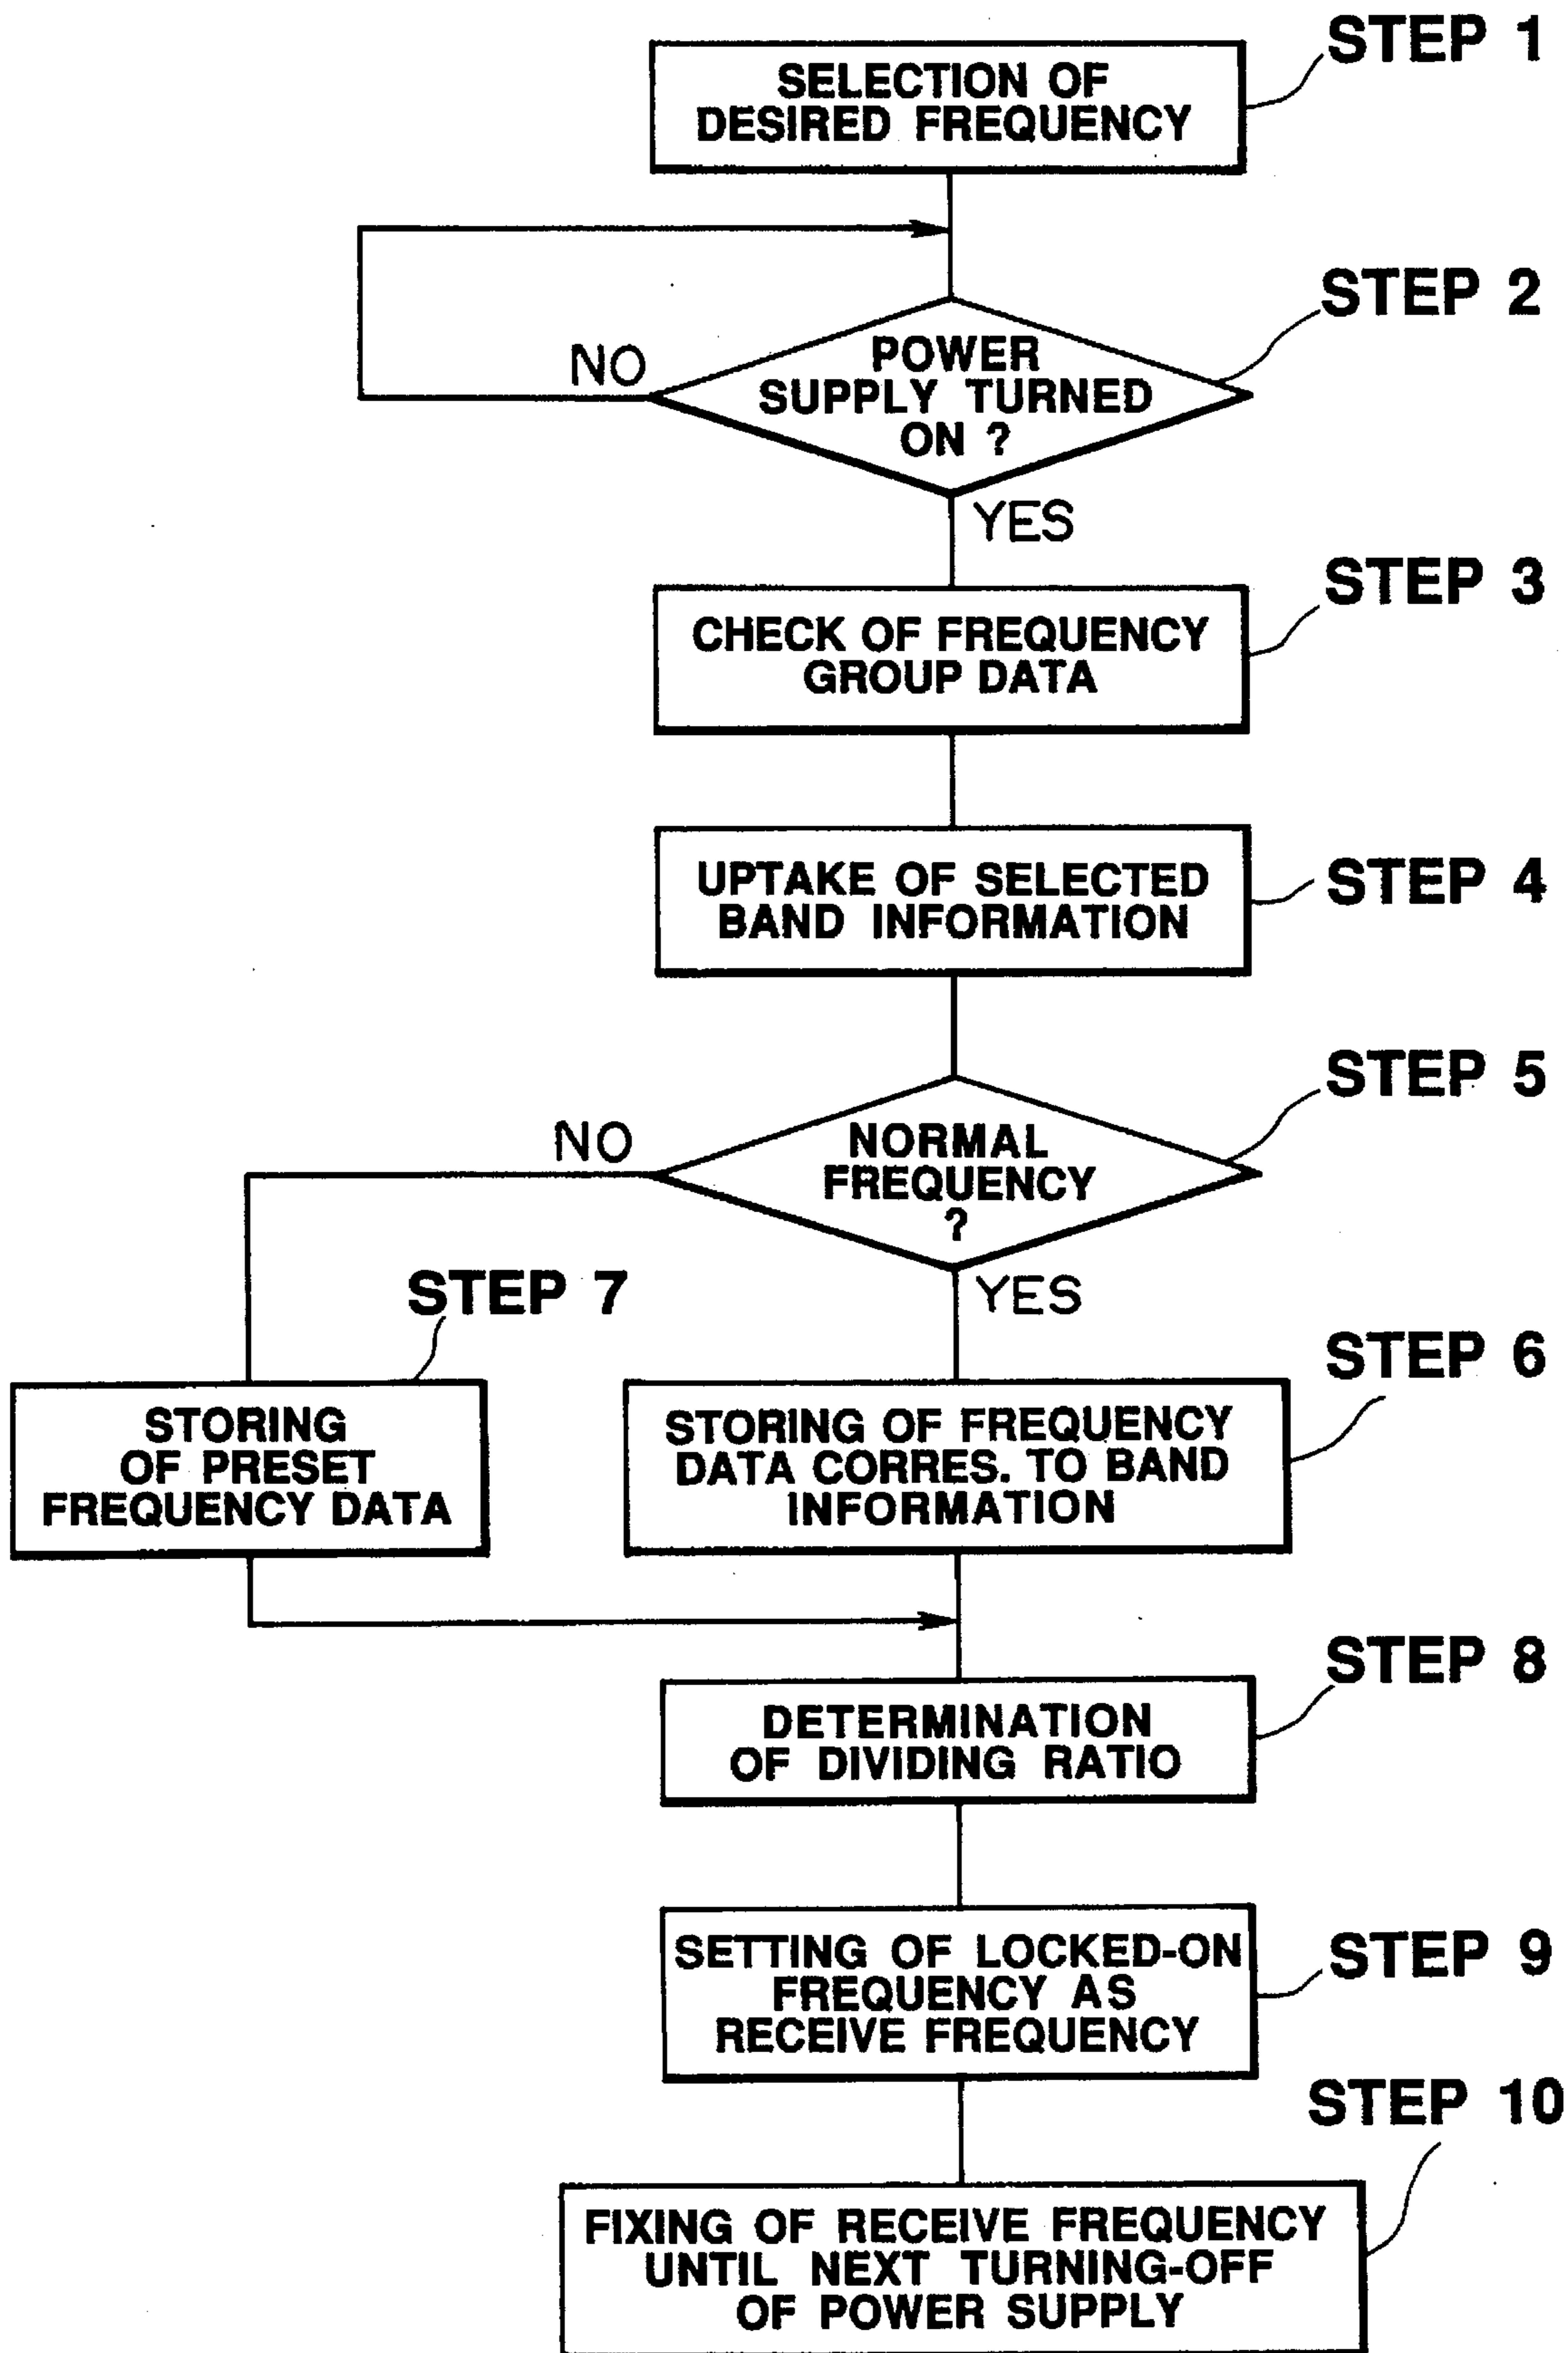 STEP 1
SELECTION OF
DESIRED FREQUENCY
STEP 2
POWER
SUPPLY TURNED
ON ?
NO
YES
STEP 3
CHECK OF FREQUENCY
GROUP DATA
STEP 4
UPTAKE OF SELECTED
BAND INFORMATION
STEP 5
NORMAL
FREQUENCY
?
NO
YES
STEP 7
STORING
OF PRESET
FREQUENCY DATA
STEP 6
STORING OF FREQUENCY
DATA CORRES. TO BAND
INFORMATION
STEP 8
DETERMINATION
OF DIVIDING RATIO
STEP 9
SETTING OF LOCKED-ON
FREQUENCY AS
RECEIVE FREQUENCY
STEP 10
FIXING OF RECEIVE FREQUENCY
UNTIL NEXT TURNING-OFF
OF POWER SUPPLY